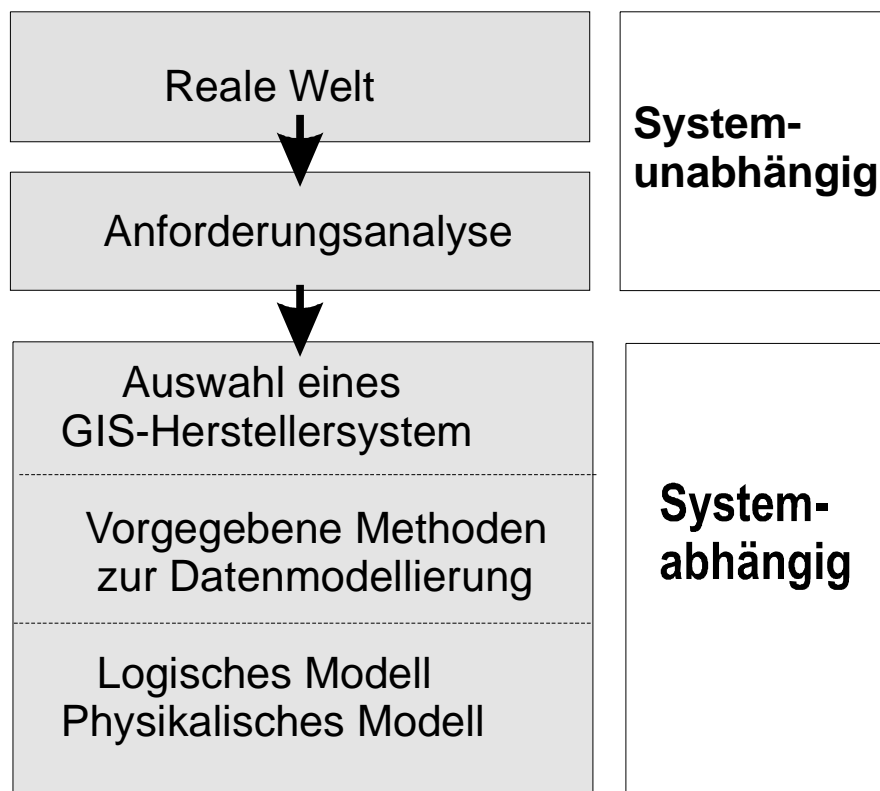 Reale Welt
Anforderungsanalyse
System-
unabhängig
Auswahl eines
GIS-Herstellersystem
Vorgegebene Methoden
zur Datenmodellierung
Logisches Modell
Physikalisches Modell
System-
abhängig